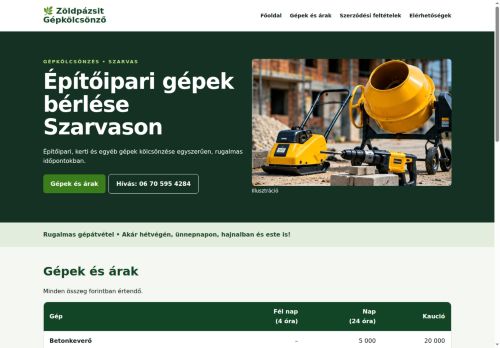 🌿 Zöldpázsit
Gépkölcsönző
Főoldal Gépek és árak Szerződési feltételek Elérhetőségek
GÉPKÖLCSÖNZÉS • SZARVAS
Építőipari gépek
bérlése
Szarvason
Építőipari, kerti és egyéb gépek kölcsönzése egyszerűen, rugalmas
időpontokban.
Gépek és árak Hívás: 06 70 595 4284
Illusztráció
Rugalmas gépátvétel • Akár hétvégén, ünnepnapon, hajnalban és este is!
Gépek és árak
Minden összeg forintban értendő.
Gép Fél nap (4 óra) Nap (24 óra) Kaució
Betonkeverő – 5 000 20 000